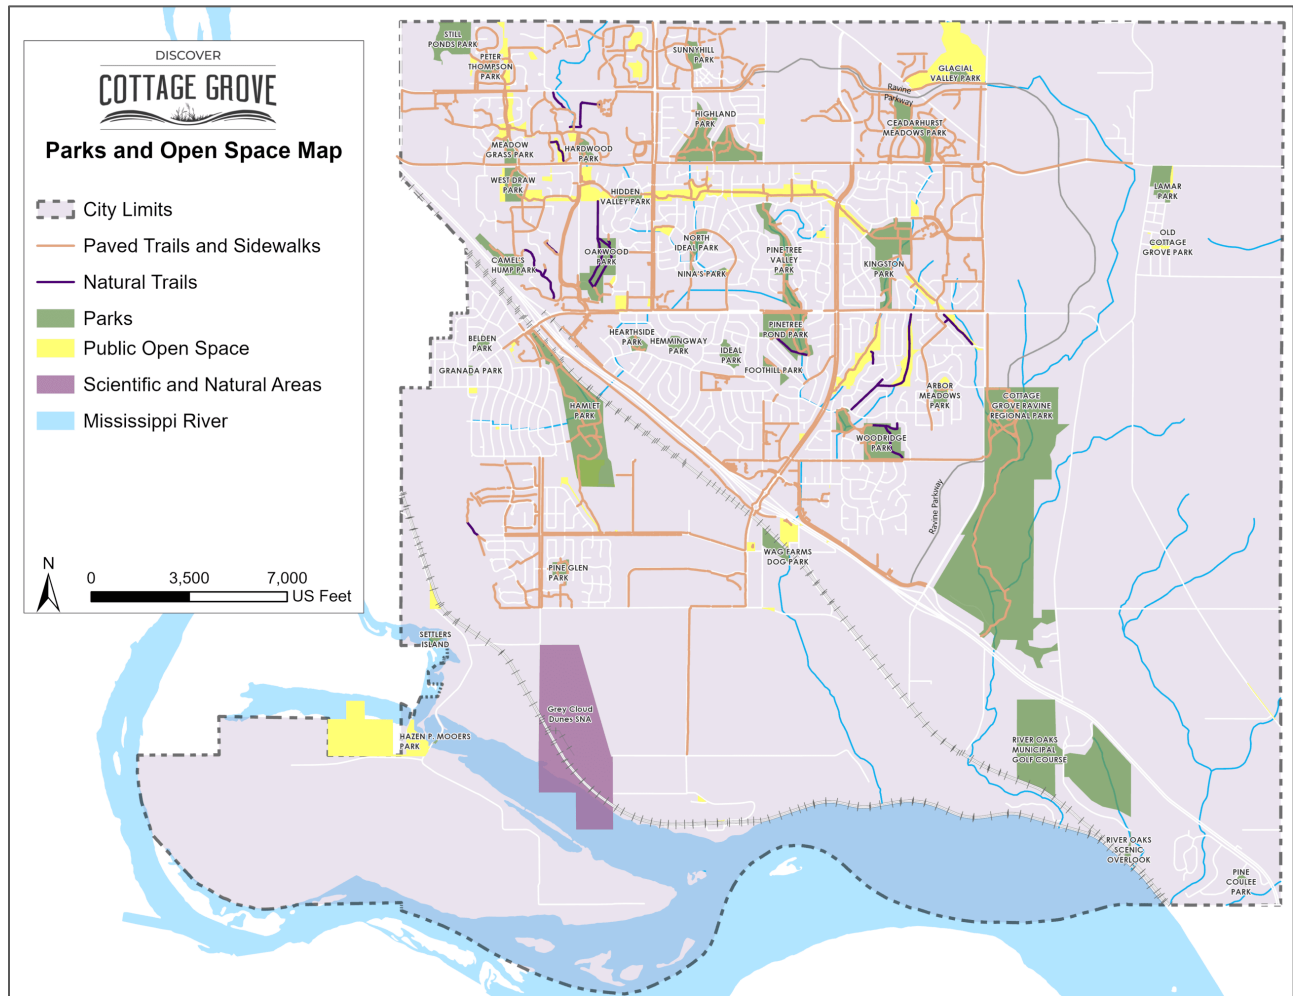 DISCOVER
COTTAGE GROVE
Parks and Open Space Map
City Limits
Paved Trails and Sidewalks
Natural Trails
Parks
Public Open Space
Scientific and Natural Areas
Mississippi River
N
0
3,500
7,000
US Feet
STILL
PONDS PARK
PETER
THOMPSON
PARK
SUNNYHILL
PARK
GLACIAL
VALLEY PARK
Ravine
Parkway
HIGHLAND
PARK
CEADARHURST
MEADOWS PARK
MEADOW
GRASS PARK
HARDWOOD
PARK
WEST DRAW
PARK
HIDDEN
VALLEY PARK
LAMAR
PARK
OLD
COTTAGE
GROVE PARK
CAMEL'S
HUMP PARK
OAKWOOD
PARK
NORTH
IDEAL PARK
NINA'S PARK
PINE TREE
VALLEY
PARK
KINGSTON
PARK
BELDEN
PARK
GRANADA PARK
HEARTHSIDE
PARK
HEMMINGWAY
PARK
IDEAL
PARK
PINETREE
POND PARK
FOOTHILL PARK
ARBOR
MEADOWS
PARK
COTTAGE
GROVE RAVINE
REGIONAL PARK
HAMLET
PARK
WOODRIDGE
PARK
Ravine Parkway
WAG FARMS
DOG PARK
PINE GLEN
PARK
SETTLERS
ISLAND
Grey Cloud
Dunes SNA
HAZEN P. MOOERS
PARK
RIVER OAKS
MUNICIPAL
GOLF COURSE
RIVER OAKS
SCENIC
OVERLOOK
PINE
COULEE
PARK